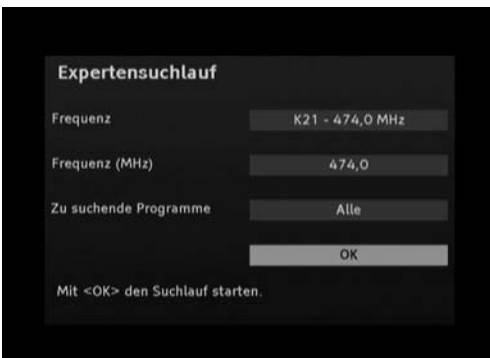 Expertensuchlauf
Frequenz K21 - 474,0 MHz
Frequenz (MHz) 474,0
Zu suchende Programme Alle
OK
Mit <OK> den Suchlauf starten.